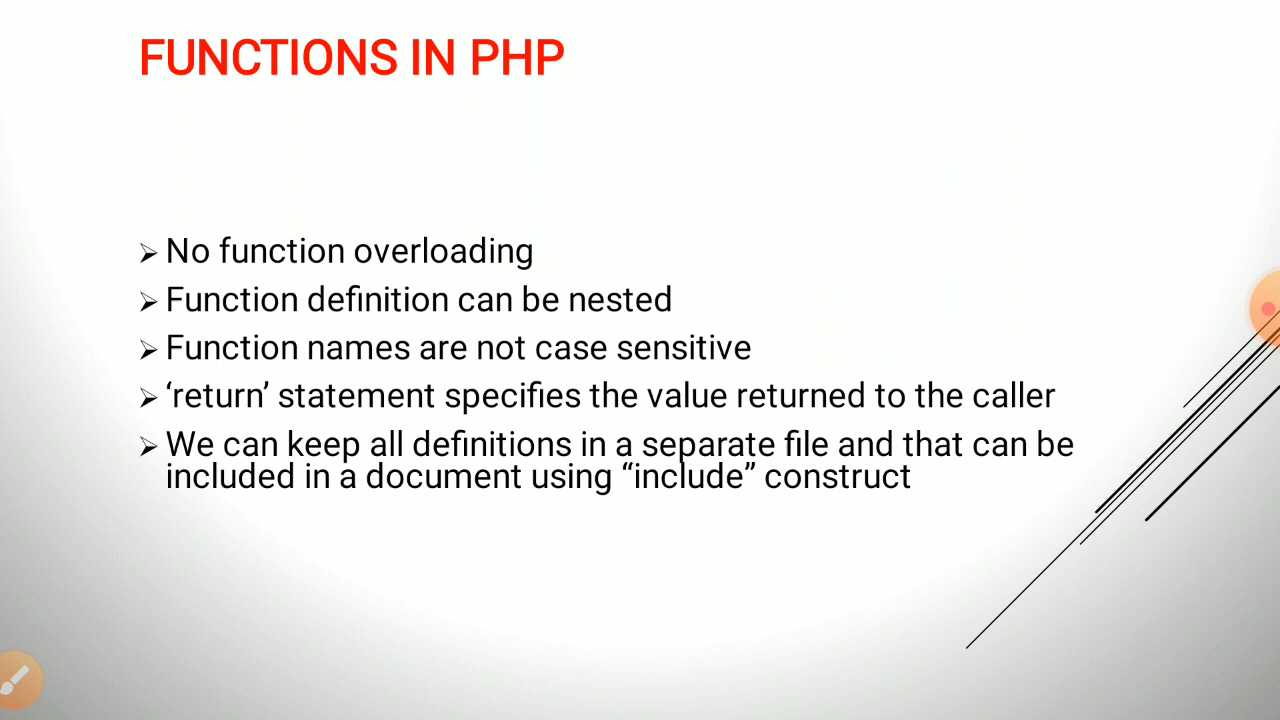 FUNCTIONS IN PHP
➢ No function overloading
➢ Function definition can be nested
➢ Function names are not case sensitive
➢ ‘return’ statement specifies the value returned to the caller
➢ We can keep all definitions in a separate file and that can be
included in a document using “include” construct